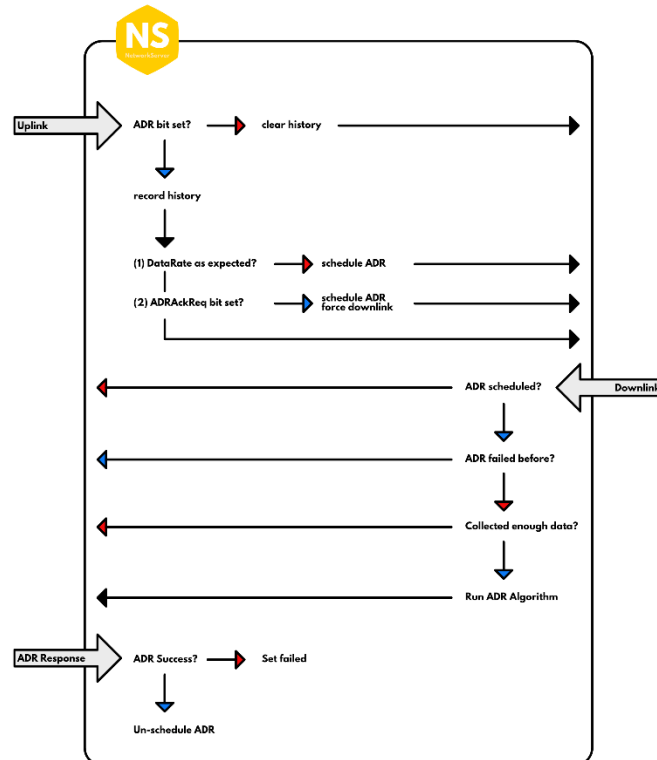 NS
NetworkServer
Uplink
ADR bit set?
clear history
record history
(1) DataRate as expected?
schedule ADR
(2) ADRAckReq bit set?
schedule ADR
force downlink
ADR scheduled?
Downlink
ADR failed before?
Collected enough data?
Run ADR Algorithm
ADR Response
ADR Success?
Set failed
Un-schedule ADR